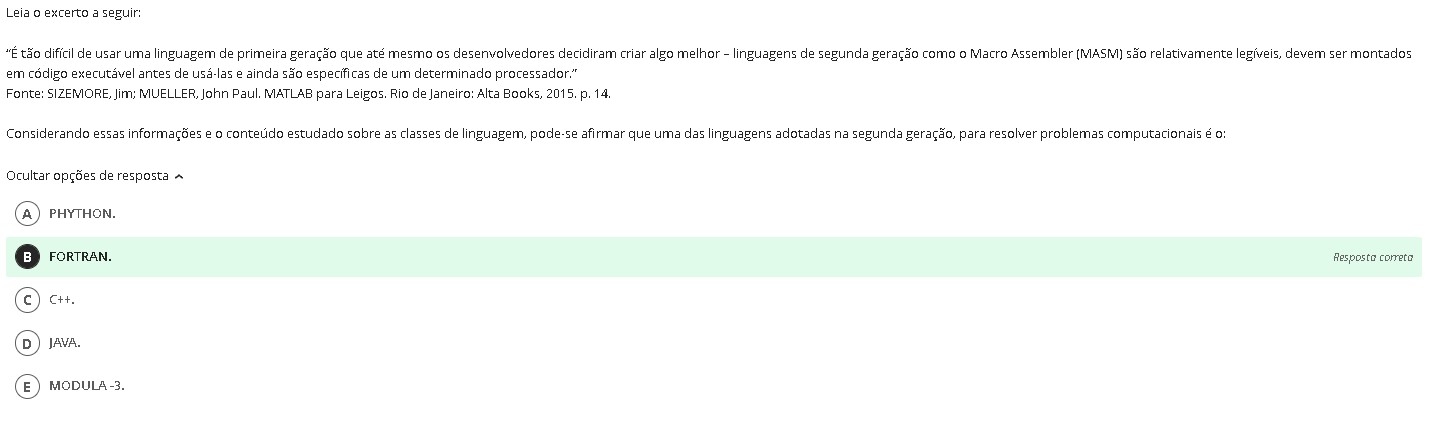 Leia o excerto a seguir:
“É tão difícil de usar uma linguagem de primeira geração que até mesmo os desenvolvedores decidiram criar algo melhor – linguagens de segunda geração como o Macro Assembler (MASM) são relativamente legíveis, devem ser montados
em código executável antes de usá-las e ainda são específicas de um determinado processador.”
Fonte: SIZEMORE, Jim; MUELLER, John Paul. MATLAB para Leigos. Rio de Janeiro: Alta Books, 2015. p. 14.
Considerando essas informações e o conteúdo estudado sobre as classes de linguagem, pode-se afirmar que uma das linguagens adotadas na segunda geração, para resolver problemas computacionais é o:
Ocultar opções de resposta
A PHYTHON.
B FORTRAN. Resposta correta
C C++.
D JAVA.
E MODULA -3.